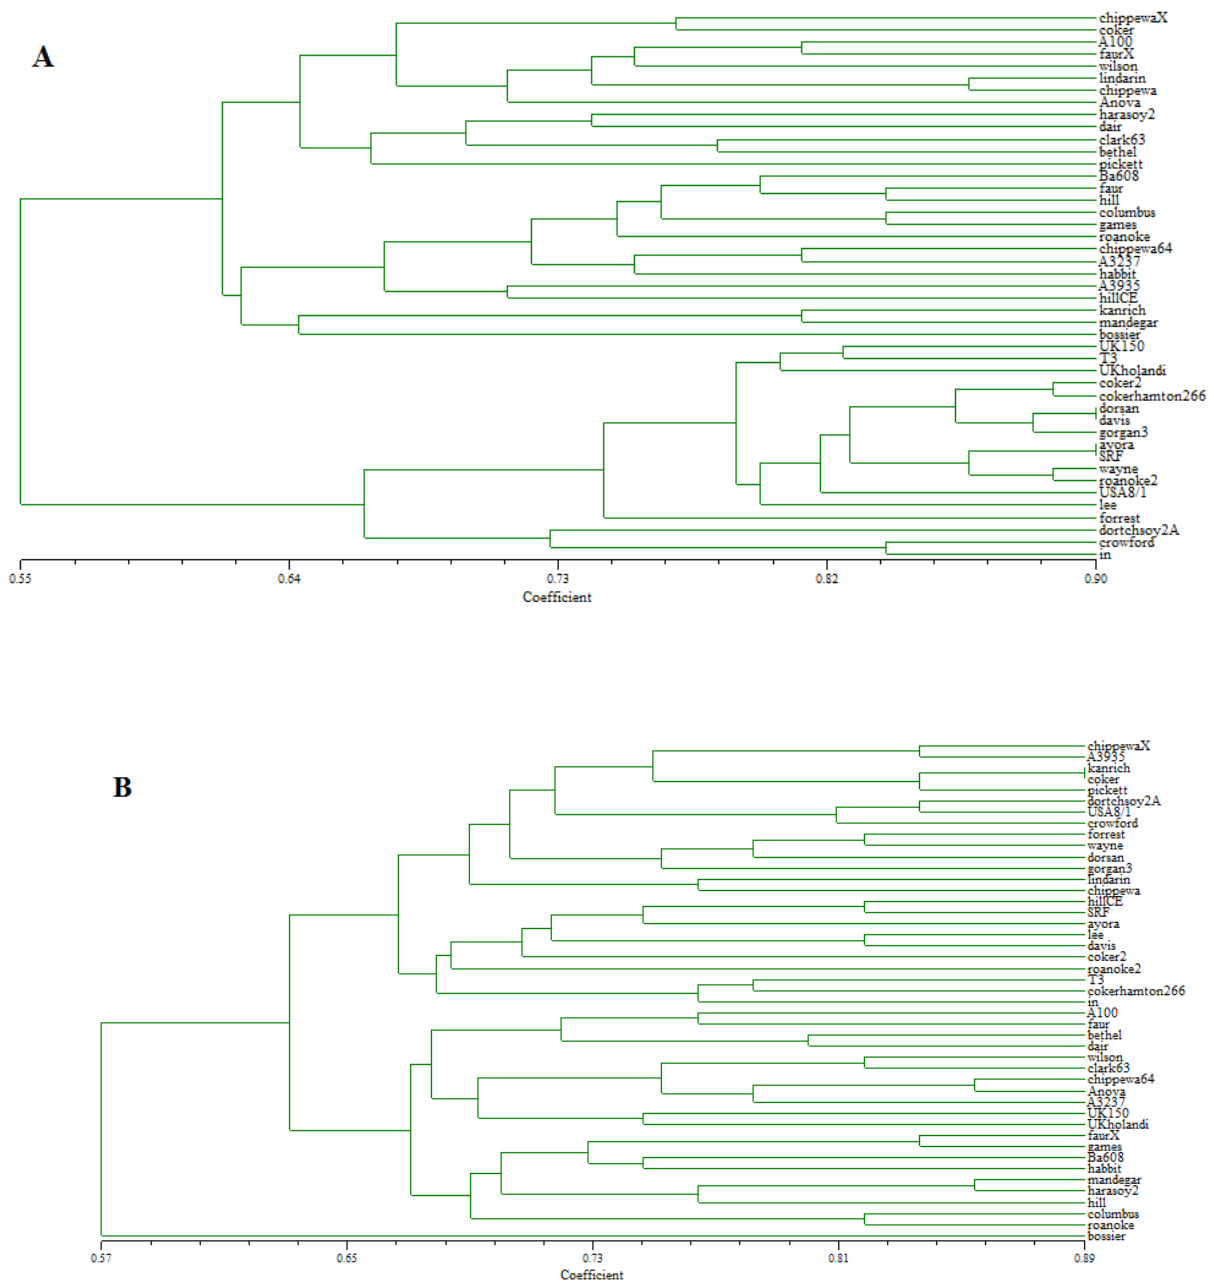 A
chippewaX
coker
A100
faurX
wilson
lindarin
chippewa
Anova
harasoy2
dair
clark63
bethel
pickett
Ba608
faur
hill
columbus
games
roanoke
chippewa64
A3237
habbit
A3935
hillCE
kanrich
mandegar
bossier
UK150
T3
UKholandi
coker2
cokerhamton266
dorsan
davis
gorgan3
ayora
SRF
wayne
roanoke2
USA8/1
lee
forrest
dortchsoy2A
crowford
in
0.55 0.64 0.73 0.82 0.90
Coefficient
B
chippewaX
A3935
kanrich
coker
pickett
dortchsoy2A
USA8/1
crowford
forrest
wayne
dorsan
gorgan3
lindarin
chippewa
hillCE
SRF
ayora
lee
davis
coker2
roanoke2
T3
cokerhamton266
in
A100
faur
bethel
dair
wilson
clark63
chippewa64
Anova
A3237
UK150
UKholandi
faurX
games
Ba608
habbit
mandegar
harasoy2
hill
columbus
roanoke
bossier
0.57 0.65 0.73 0.81 0.89
Coefficient